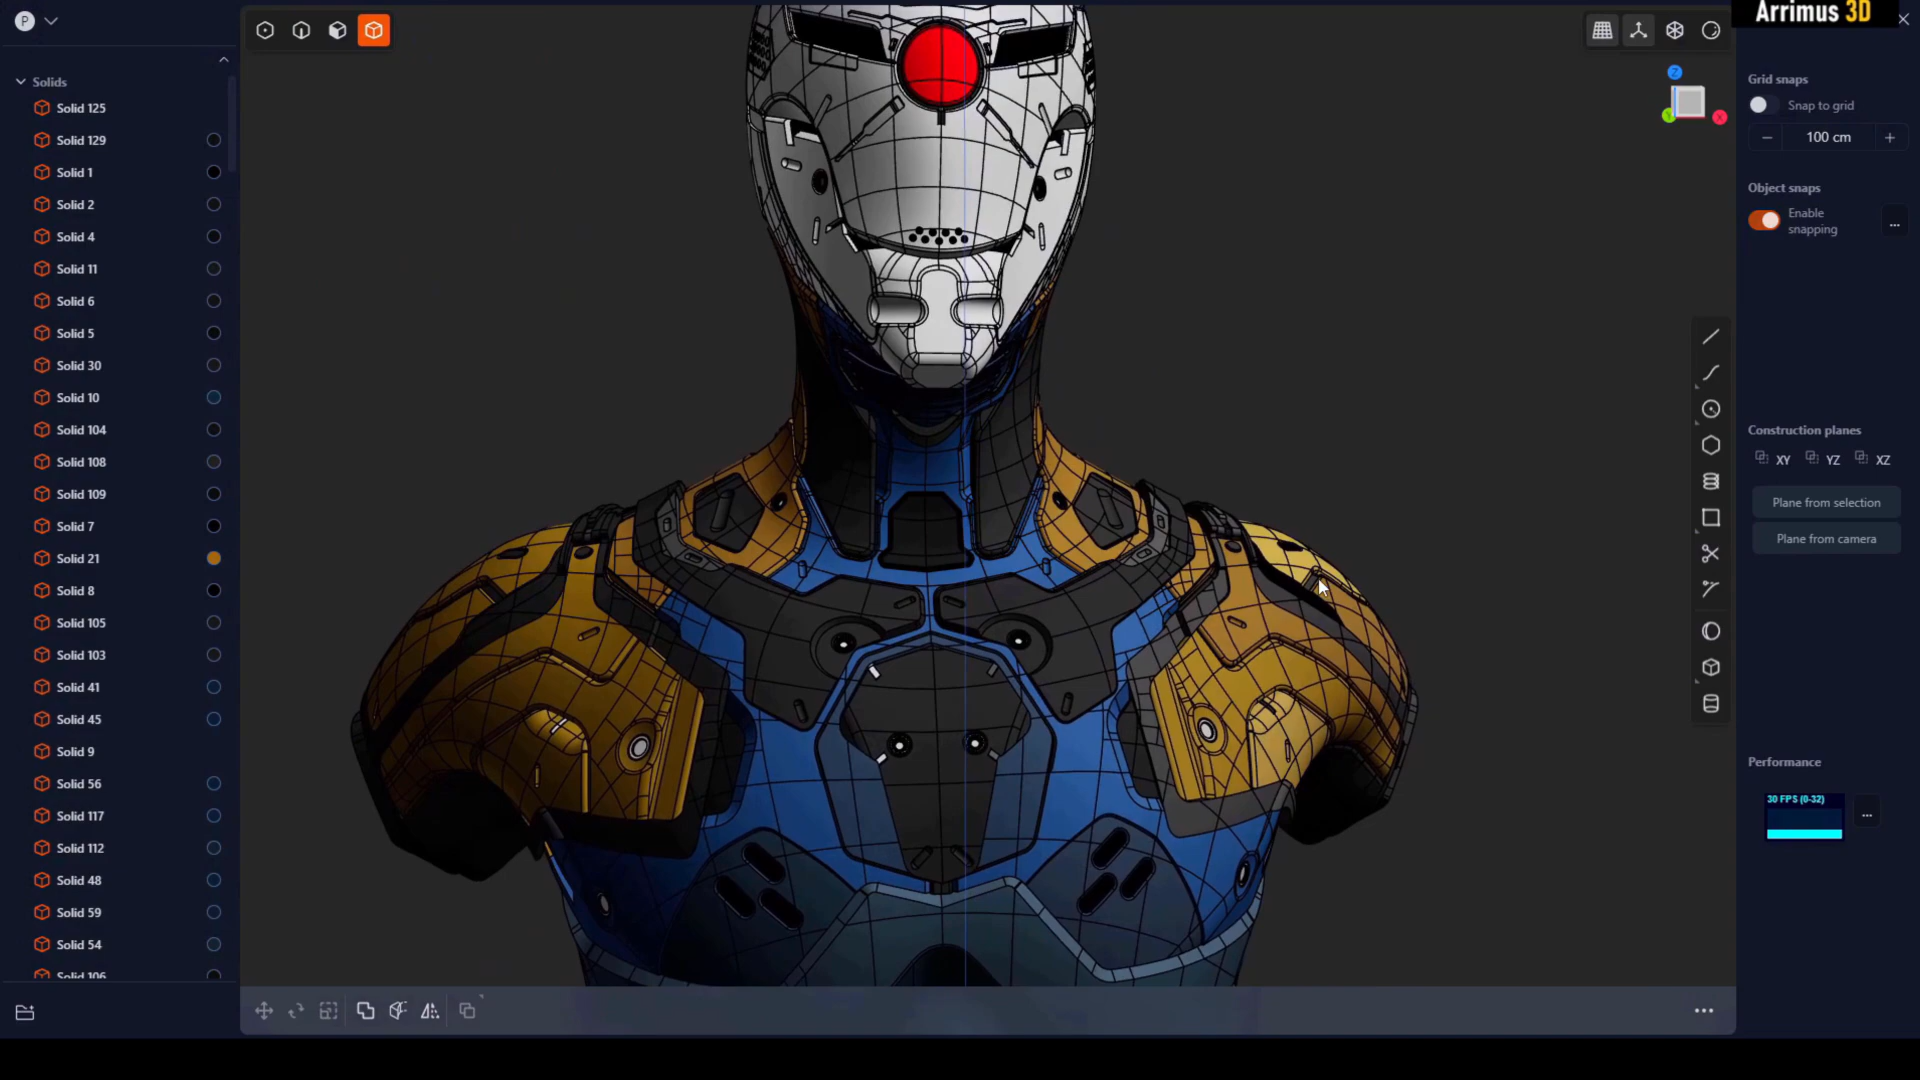 P
Arrimus 3D
Solids
Solid 125
Solid 129
Solid 1
Solid 2
Solid 4
Solid 11
Solid 6
Solid 5
Solid 30
Solid 10
Solid 104
Solid 108
Solid 109
Solid 7
Solid 21
Solid 8
Solid 105
Solid 103
Solid 41
Solid 45
Solid 9
Solid 56
Solid 117
Solid 112
Solid 48
Solid 59
Solid 54
Solid 106
Z
Y
X
Grid snaps
Snap to grid
100 cm
Object snaps
Enable
snapping
Construction planes
XY YZ XZ
Plane from selection
Plane from camera
Performance
30 FPS (0-32)